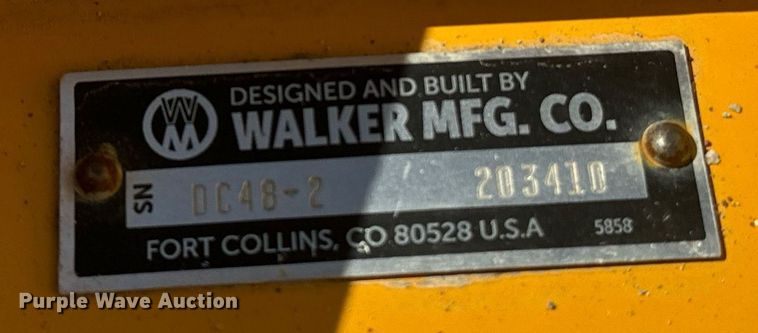 WM
DESIGNED AND BUILT BY
WALKER MFG. CO.
SN DC48-2 203410
FORT COLLINS, CO 80528 U.S.A 5858
Purple Wave Auction